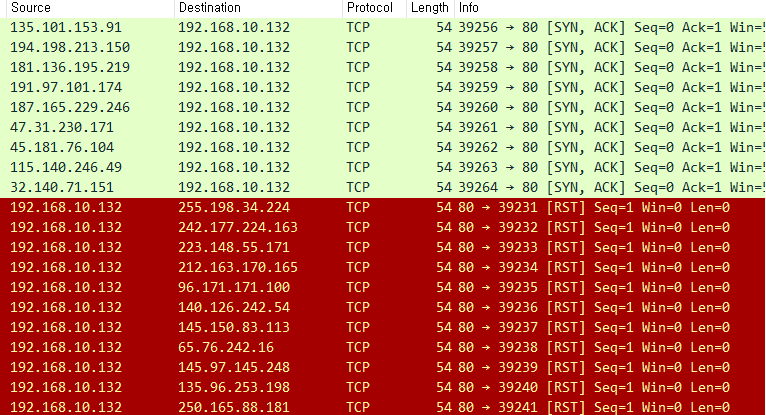 Source Destination Protocol Length Info
135.101.153.91 192.168.10.132 TCP 54 39256 → 80 [SYN, ACK] Seq=0 Ack=1 Win=
194.198.213.150 192.168.10.132 TCP 54 39257 → 80 [SYN, ACK] Seq=0 Ack=1 Win=
181.136.195.219 192.168.10.132 TCP 54 39258 → 80 [SYN, ACK] Seq=0 Ack=1 Win=
191.97.101.174 192.168.10.132 TCP 54 39259 → 80 [SYN, ACK] Seq=0 Ack=1 Win=
187.165.229.246 192.168.10.132 TCP 54 39260 → 80 [SYN, ACK] Seq=0 Ack=1 Win=
47.31.230.171 192.168.10.132 TCP 54 39261 → 80 [SYN, ACK] Seq=0 Ack=1 Win=
45.181.76.104 192.168.10.132 TCP 54 39262 → 80 [SYN, ACK] Seq=0 Ack=1 Win=
115.140.246.49 192.168.10.132 TCP 54 39263 → 80 [SYN, ACK] Seq=0 Ack=1 Win=
32.140.71.151 192.168.10.132 TCP 54 39264 → 80 [SYN, ACK] Seq=0 Ack=1 Win=
192.168.10.132 255.198.34.224 TCP 54 80 → 39231 [RST] Seq=1 Win=0 Len=0
192.168.10.132 242.177.224.163 TCP 54 80 → 39232 [RST] Seq=1 Win=0 Len=0
192.168.10.132 223.148.55.171 TCP 54 80 → 39233 [RST] Seq=1 Win=0 Len=0
192.168.10.132 212.163.170.165 TCP 54 80 → 39234 [RST] Seq=1 Win=0 Len=0
192.168.10.132 96.171.171.100 TCP 54 80 → 39235 [RST] Seq=1 Win=0 Len=0
192.168.10.132 140.126.242.54 TCP 54 80 → 39236 [RST] Seq=1 Win=0 Len=0
192.168.10.132 145.150.83.113 TCP 54 80 → 39237 [RST] Seq=1 Win=0 Len=0
192.168.10.132 65.76.242.16 TCP 54 80 → 39238 [RST] Seq=1 Win=0 Len=0
192.168.10.132 145.97.145.248 TCP 54 80 → 39239 [RST] Seq=1 Win=0 Len=0
192.168.10.132 135.96.253.198 TCP 54 80 → 39240 [RST] Seq=1 Win=0 Len=0
192.168.10.132 250.165.88.181 TCP 54 80 → 39241 [RST] Seq=1 Win=0 Len=0